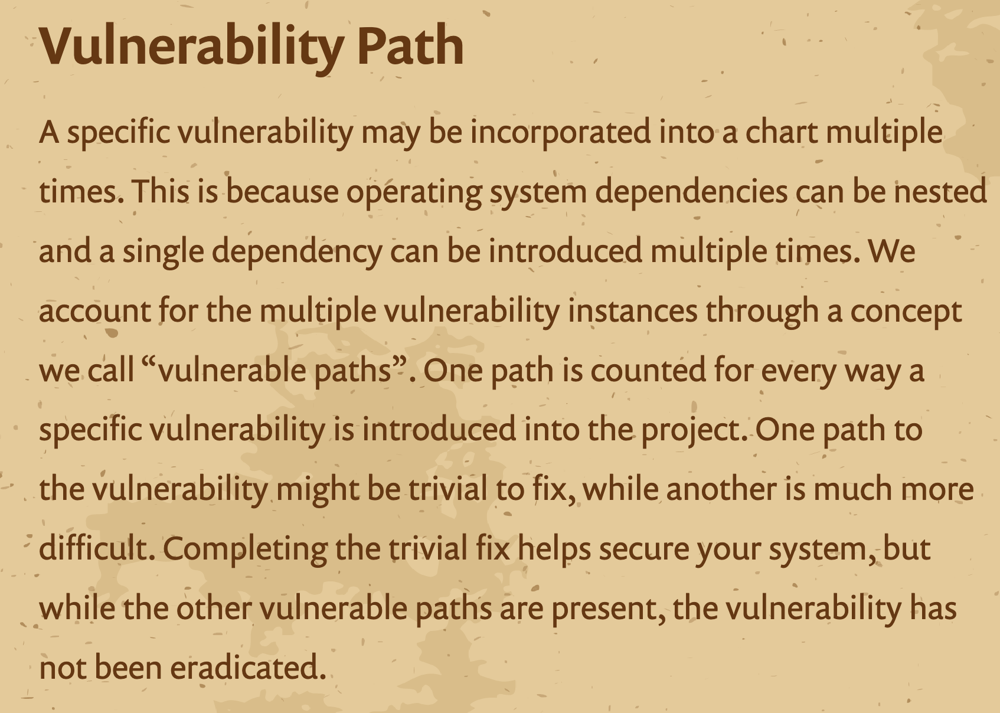 Vulnerability Path
A specific vulnerability may be incorporated into a chart multiple
times. This is because operating system dependencies can be nested
and a single dependency can be introduced multiple times. We
account for the multiple vulnerability instances through a concept
we call “vulnerable paths”. One path is counted for every way a
specific vulnerability is introduced into the project. One path to
the vulnerability might be trivial to fix, while another is much more
difficult. Completing the trivial fix helps secure your system, but
while the other vulnerable paths are present, the vulnerability has
not been eradicated.